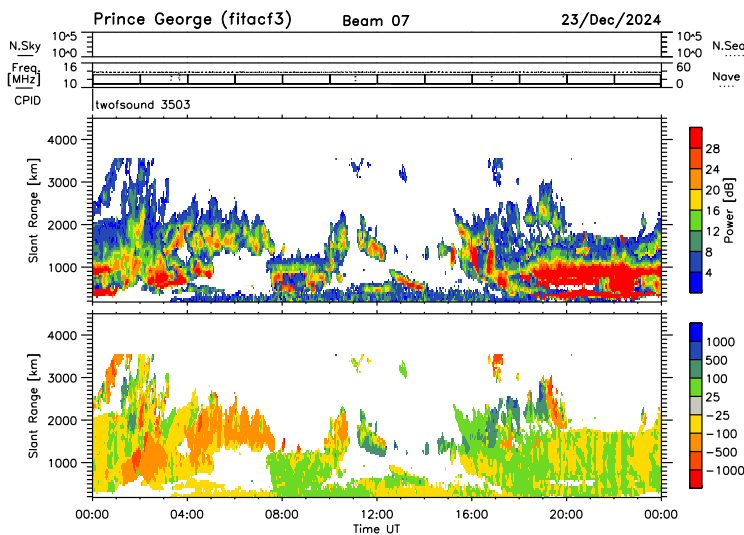 Prince George (fitacf3) Beam 07 23/Dec/2024
10^5 10^5
N.Sky N.Sea
10^0 10^0
Freq. 16 60
[MHz] Nave
10 0
CPID twofsound 3503
4000
3000
2000
1000
Slant Range [km]
28
24
20
16
12
8
4
Power [dB]
4000
3000
2000
1000
Slant Range [km]
1000
500
100
25
-25
-100
-500
-1000
00:00 04:00 08:00 12:00 16:00 20:00 00:00
Time UT